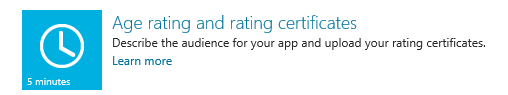 Age rating and rating certificates
Describe the audience for your app and upload your rating certificates.
Learn more
5 minutes